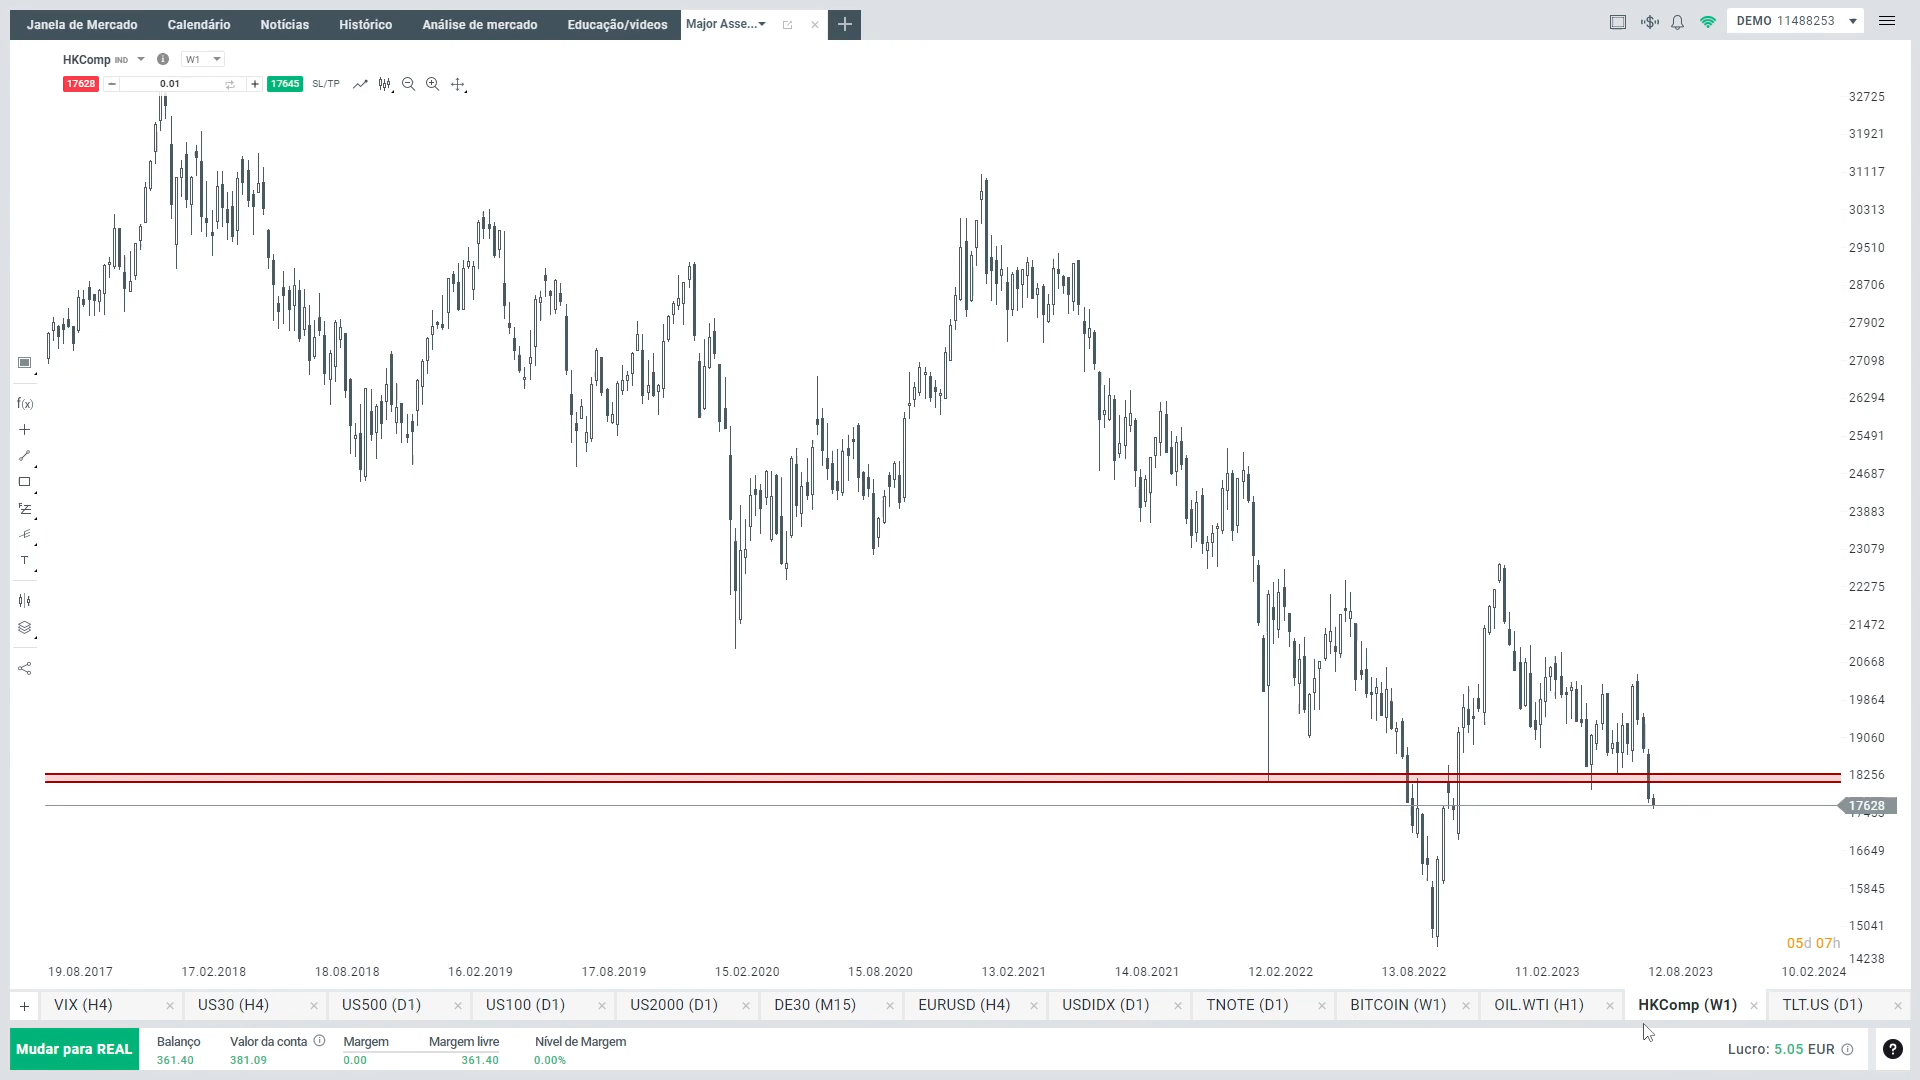 Janela de Mercado Calendário Notícias Histórico Análise de mercado Educação/videos Major Asse... DEMO 11488253
HKComp IND W1
17628 0.01 17645 SL/TP
32725
31921
31117
30313
29510
28706
27902
27098
f(x)
26294
25491
24687
23883
23079
T
22275
21472
20668
19864
19060
18256
17628
16649
15845
15041
05d 07h
14238
19.08.2017 17.02.2018 18.08.2018 16.02.2019 17.08.2019 15.02.2020 15.08.2020 13.02.2021 14.08.2021 12.02.2022 13.08.2022 11.02.2023 12.08.2023 10.02.2024
VIX (H4) US30 (H4) US500 (D1) US100 (D1) US2000 (D1) DE30 (M15) EURUSD (H4) USDIDX (D1) TNOTE (D1) BITCOIN (W1) OIL.WTI (H1) HKComp (W1) TLT.US (D1)
Mudar para REAL
Balanço Valor da conta Margem Margem livre Nível de Margem
361.40 381.09 0.00 361.40 0.00%
Lucro: 5.05 EUR